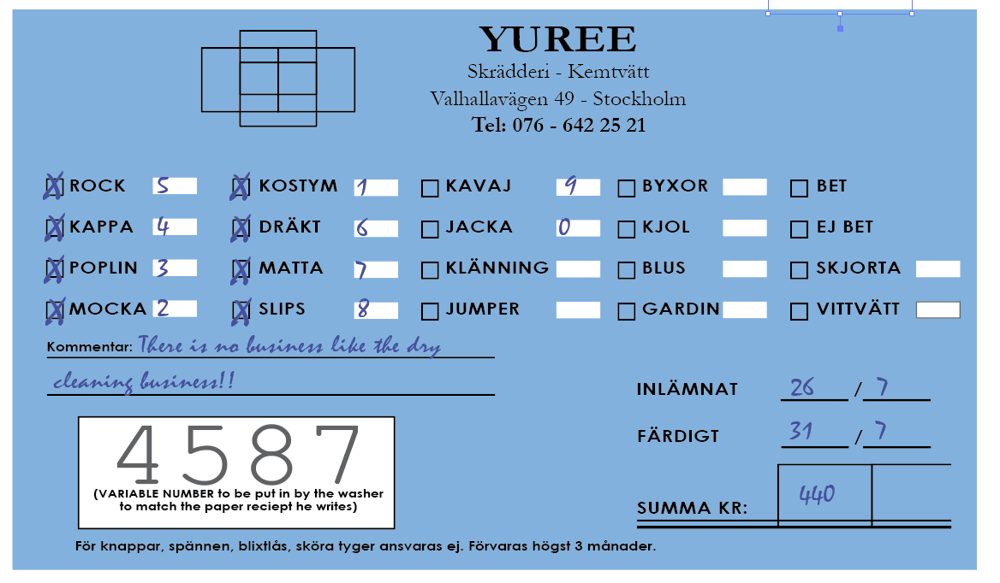 YUREE
Skrädderi - Kemtvätt
Valhallavägen 49 - Stockholm
Tel: 076 - 642 25 21
X ROCK 5 X KOSTYM 1 KAVAJ 9 BYXOR BET
X KAPPA 4 X DRÄKT 6 JACKA 0 KJOL EJ BET
X POPLIN 3 X MATTA 7 KLÄNNING BLUS SKJORTA
X MOCKA 2 X SLIPS 8 JUMPER GARDIN VITTVÄTT
Kommentar: There is no business like the dry
cleaning business!!
INLÄMNAT 26 / 7
FÄRDIGT 31 / 7
SUMMA KR: 440
4587
(VARIABLE NUMBER to be put in by the washer
to match the paper reciept he writes)
För knappar, spännen, blixtlås, sköra tyger ansvaras ej. Förvaras högst 3 månader.